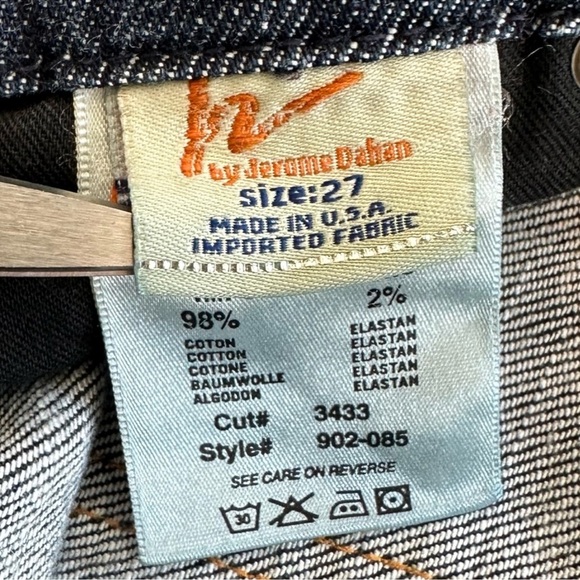 by Jerome Dahan
size:27
MADE IN U.S.A.
IMPORTED FABRIC
98% 2%
COTON ELASTAN
COTTON ELASTAN
COTONE ELASTAN
BAUMWOLLE ELASTAN
ALGODON ELASTAN
Cut# 3433
Style# 902-085
SEE CARE ON REVERSE
30